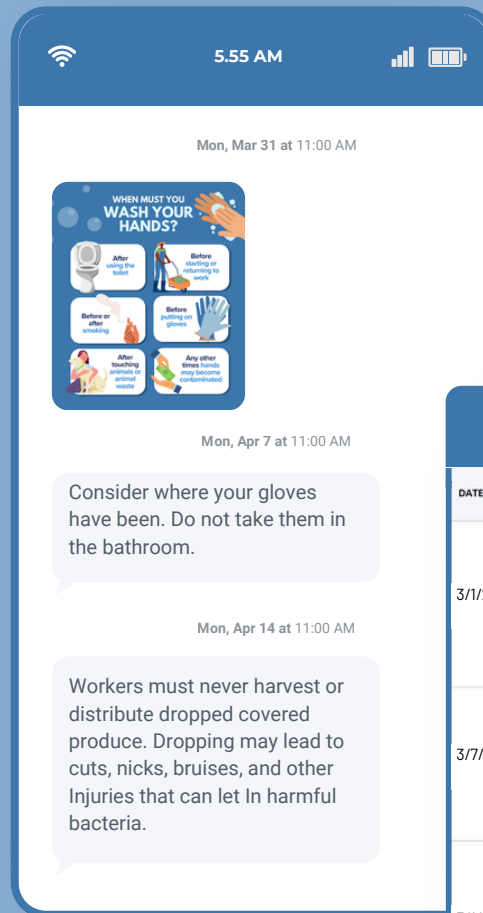 5.55 AM
Mon, Mar 31 at 11:00 AM
WHEN MUST YOU
WASH YOUR
HANDS?
After
using the
toilet
Before
starting or
returning to
work
Before or
after
smoking
Before
putting on
gloves
After
touching
animals or
animal
waste
Any other
times hands
may become
contaminated
Mon, Apr 7 at 11:00 AM
Consider where your gloves
have been. Do not take them in
the bathroom.
Mon, Apr 14 at 11:00 AM
Workers must never harvest or
distribute dropped covered
produce. Dropping may lead to
cuts, nicks, bruises, and other
Injuries that can let In harmful
bacteria.
DATE
3/1/
3/7/